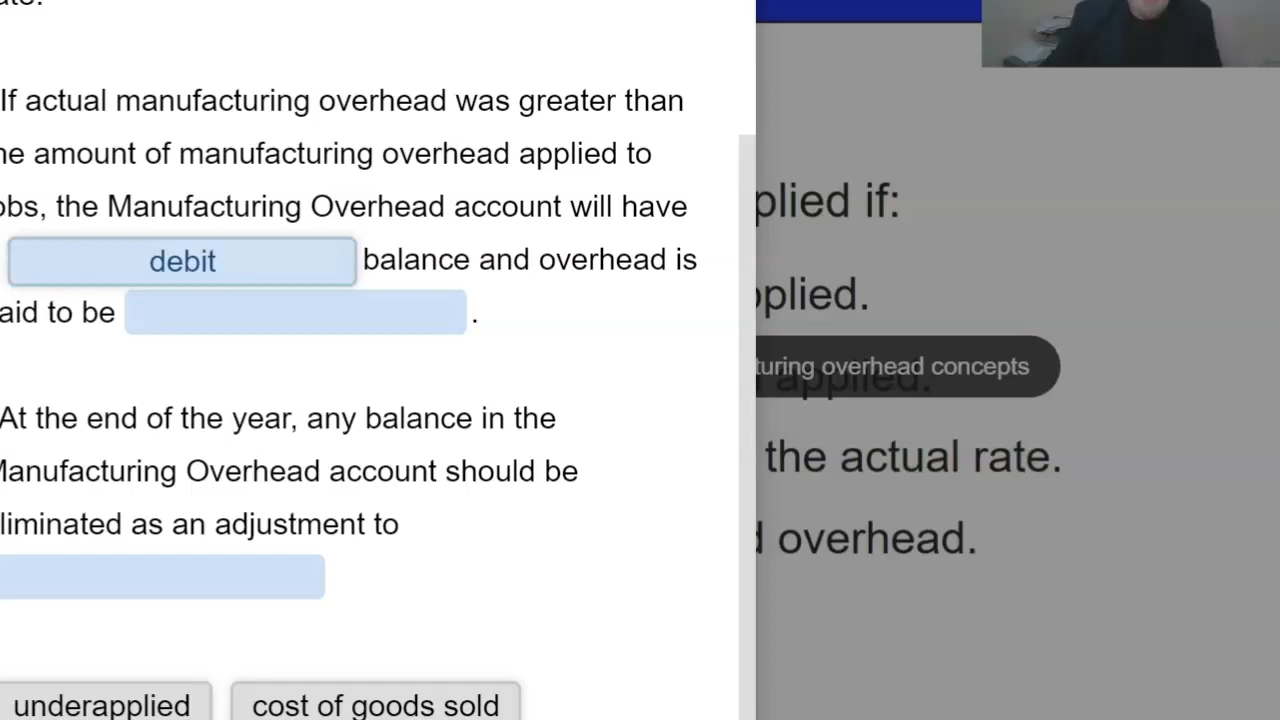 ate.
If actual manufacturing overhead was greater than
he amount of manufacturing overhead applied to
obs, the Manufacturing Overhead account will have
debit balance and overhead is
aid to be .
At the end of the year, any balance in the
Manufacturing Overhead account should be
liminated as an adjustment to
underapplied cost of goods sold
plied if:
pplied.
turing overhead concepts
applied.
the actual rate.
d overhead.